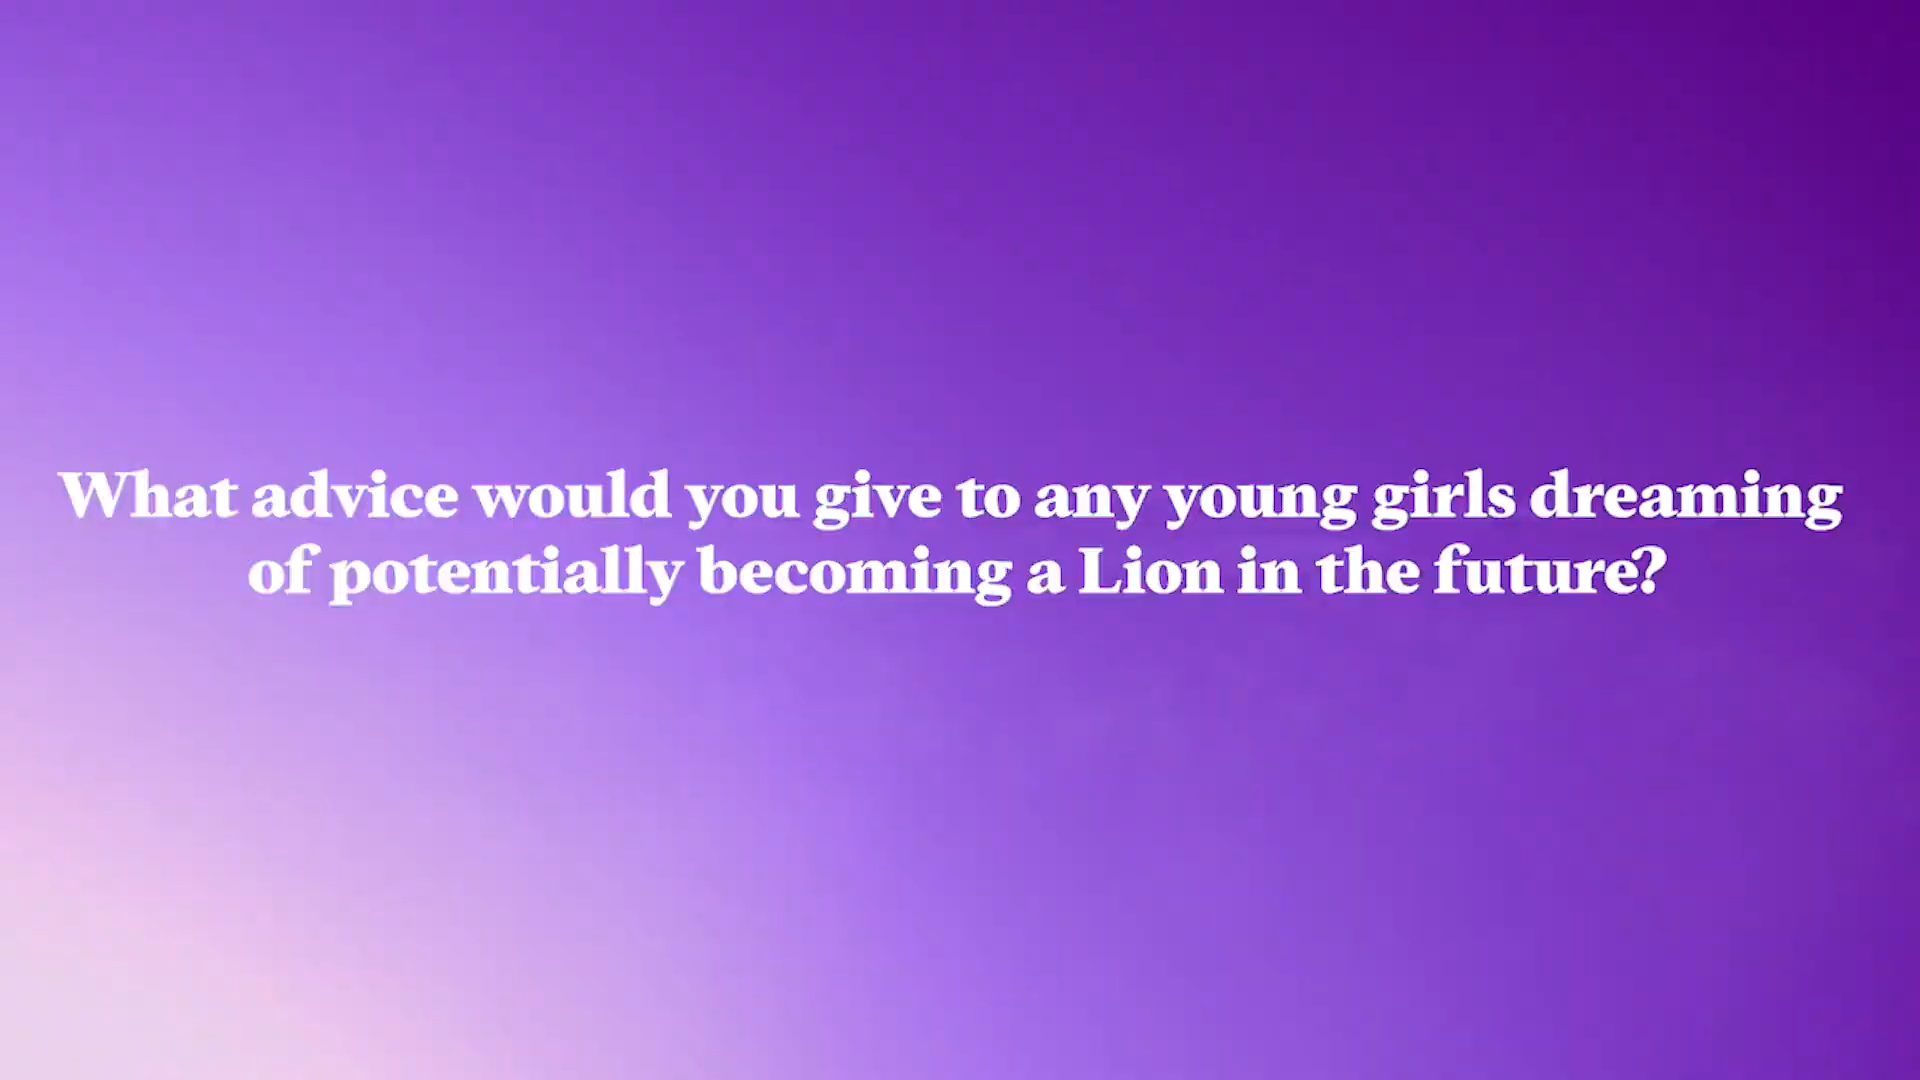 What advice would you give to any young girls dreaming
of potentially becoming a Lion in the future?